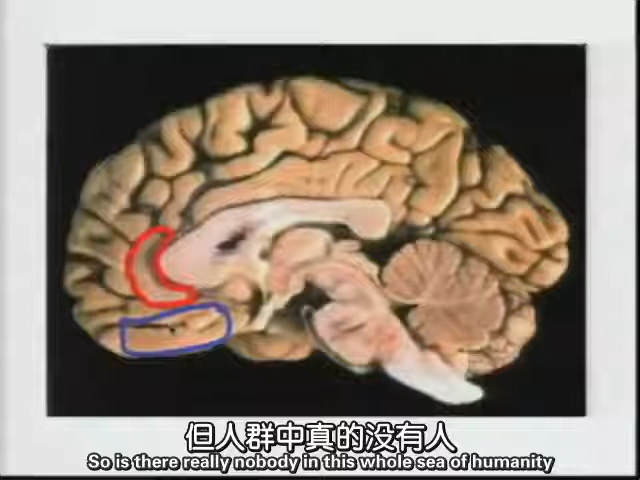 但人群中真的没有人
So is there really nobody in this whole sea of humanity